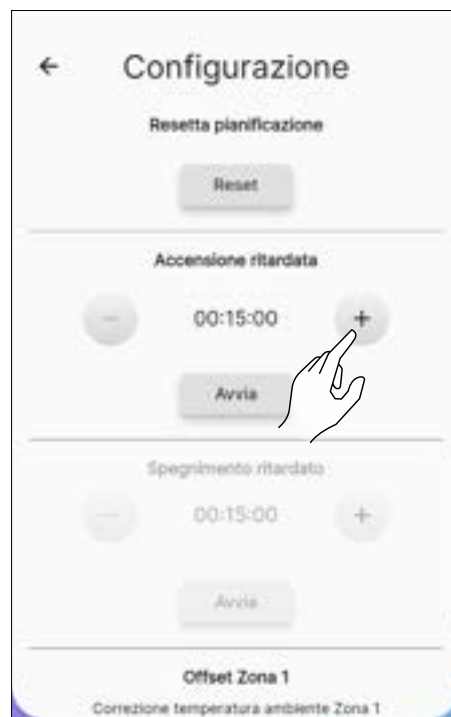 ← Configurazione
Resetta pianificazione
Reset
Accensione ritardata
− 00:15:00 +
Avvia
Spegnimento ritardato
− 00:15:00 +
Avvia
Offset Zona 1
Correzione temperatura ambiente Zona 1